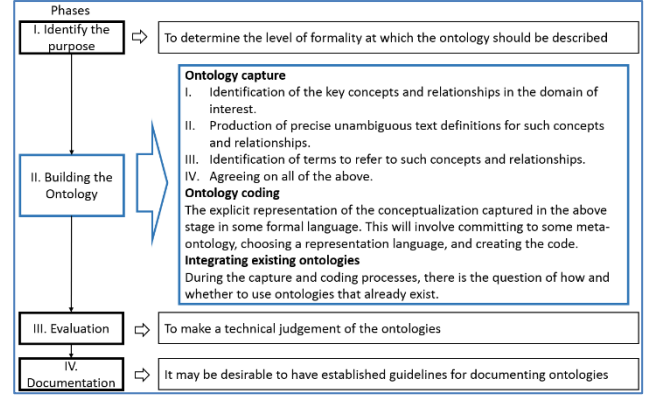 Phases
I. Identify the
purpose
To determine the level of formality at which the ontology should be described
Ontology capture
I. Identification of the key concepts and relationships in the domain of
interest.
II. Production of precise unambiguous text definitions for such concepts
and relationships.
III. Identification of terms to refer to such concepts and relationships.
IV. Agreeing on all of the above.
Ontology coding
The explicit representation of the conceptualization captured in the above
stage in some formal language. This will involve committing to some meta-
ontology, choosing a representation language, and creating the code.
Integrating existing ontologies
During the capture and coding processes, there is the question of how and
whether to use ontologies that already exist.
II. Building the
Ontology
III. Evaluation
To make a technical judgement of the ontologies
IV.
Documentation
It may be desirable to have established guidelines for documenting ontologies